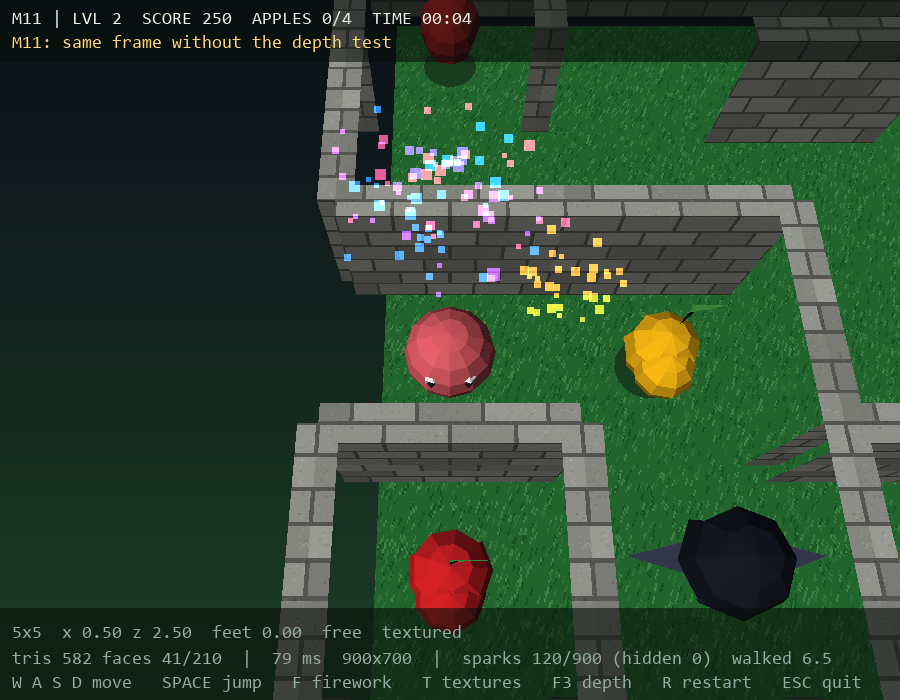 M11 | LVL 2  SCORE 250  APPLES 0/4  TIME 00:04
M11: same frame without the depth test
5x5  x 0.50 z 2.50  feet 0.00  free  textured
tris 582 faces 41/210  |  79 ms  900x700  |  sparks 120/900 (hidden 0)  walked 6.5
W A S D move   SPACE jump   F firework   T textures   F3 depth   R restart   ESC quit